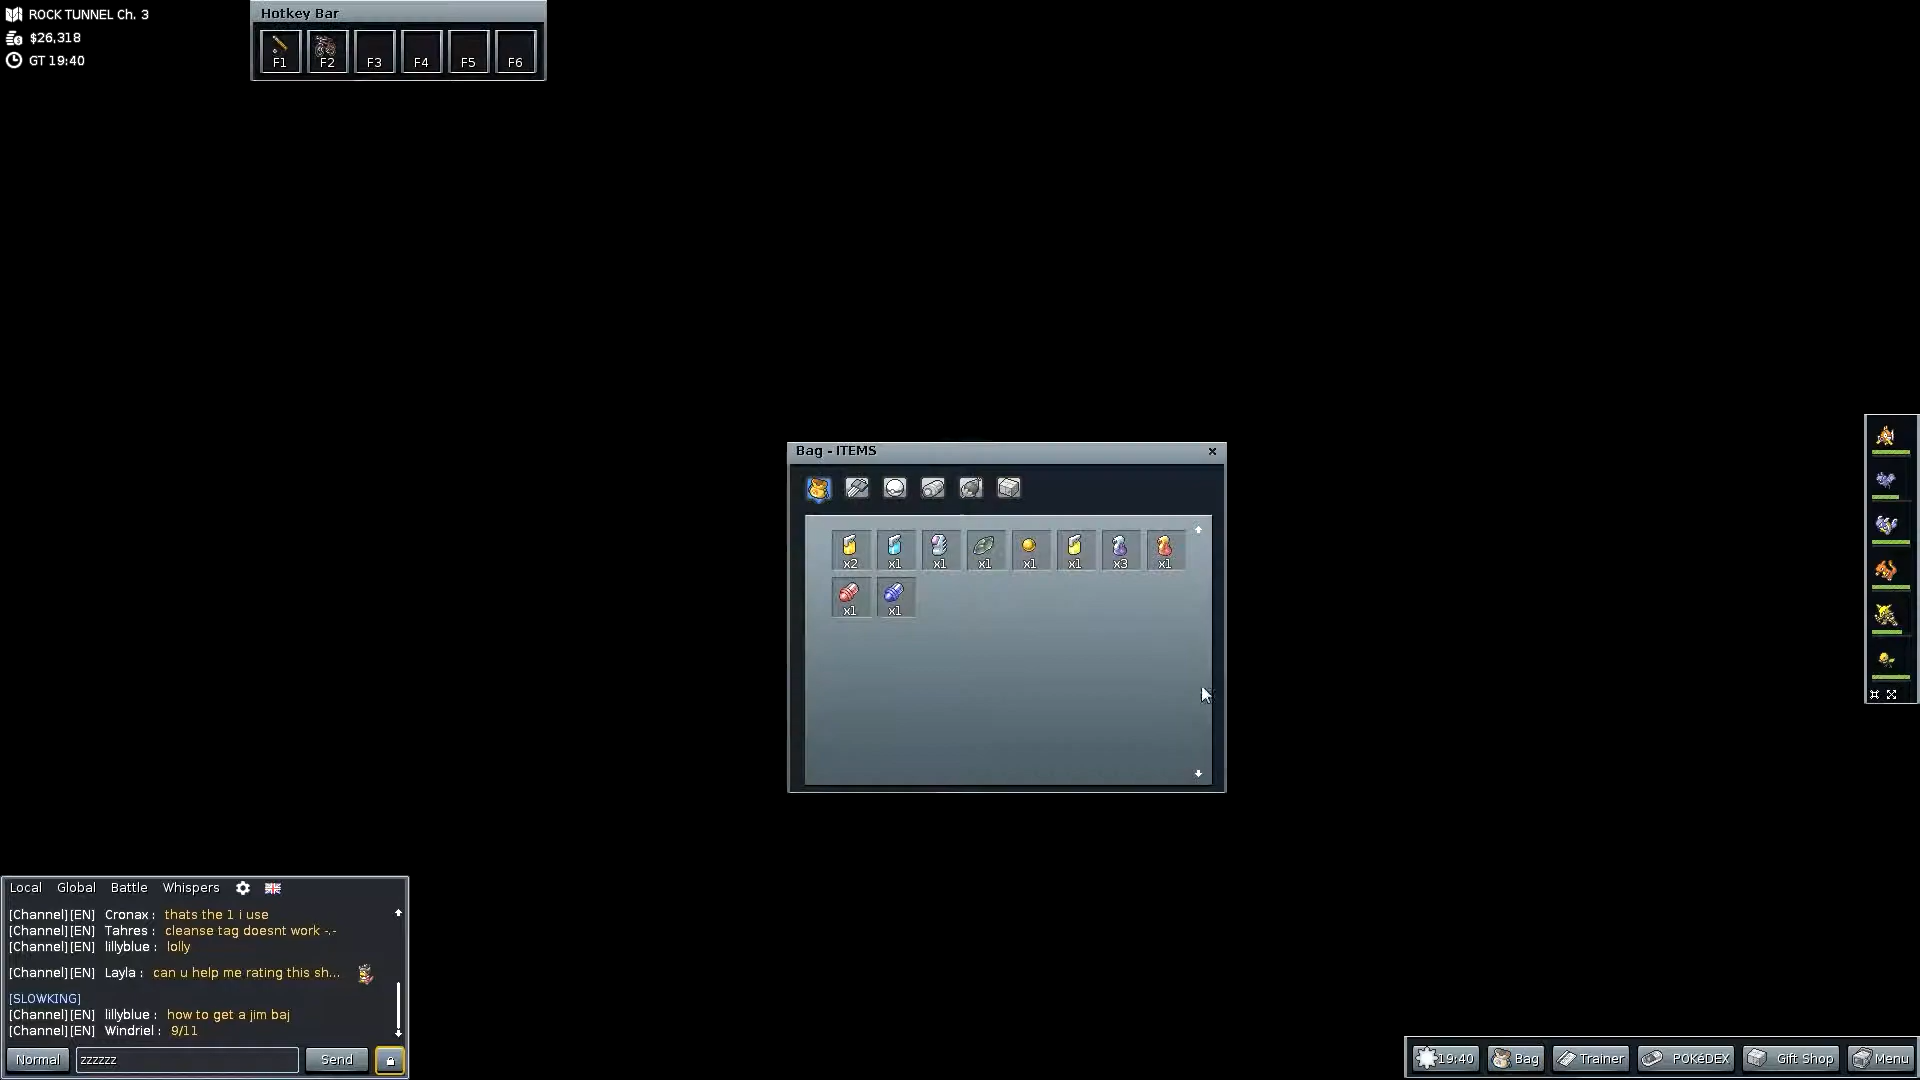 ROCK TUNNEL Ch. 3
$26,318
GT 19:40
Hotkey Bar
F1 F2 F3 F4 F5 F6
Bag - ITEMS
x2 x1 x1 x1 x1 x1 x3 x1
x1 x1
Local Global Battle Whispers
[Channel][EN] Cronax : thats the 1 i use
[Channel][EN] Tahres : cleanse tag doesnt work -.-
[Channel][EN] lillyblue : lolly
[Channel][EN] Layla : can u help me rating this sh...
[SLOWKING]
[Channel][EN] lillyblue : how to get a jim baj
[Channel][EN] Windriel : 9/11
Normal zzzzzz Send
19:40 Bag Trainer POKéDEX Gift Shop Menu